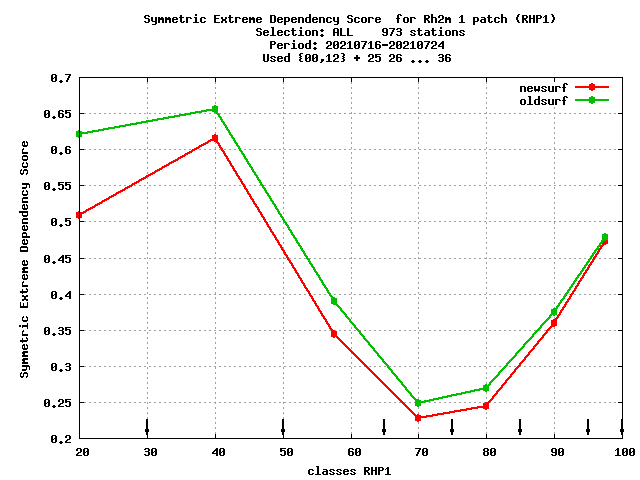 Symmetric Extreme Dependency Score  for Rh2m 1 patch (RHP1)
Selection: ALL    973 stations
Period: 20210716-20210724
Used {00,12} + 25 26 ... 36
newsurf
oldsurf
Symmetric Extreme Dependency Score
0,7
0,65
0,6
0,55
0,5
0,45
0,4
0,35
0,3
0,25
0,2
20 30 40 50 60 70 80 90 100
classes RHP1